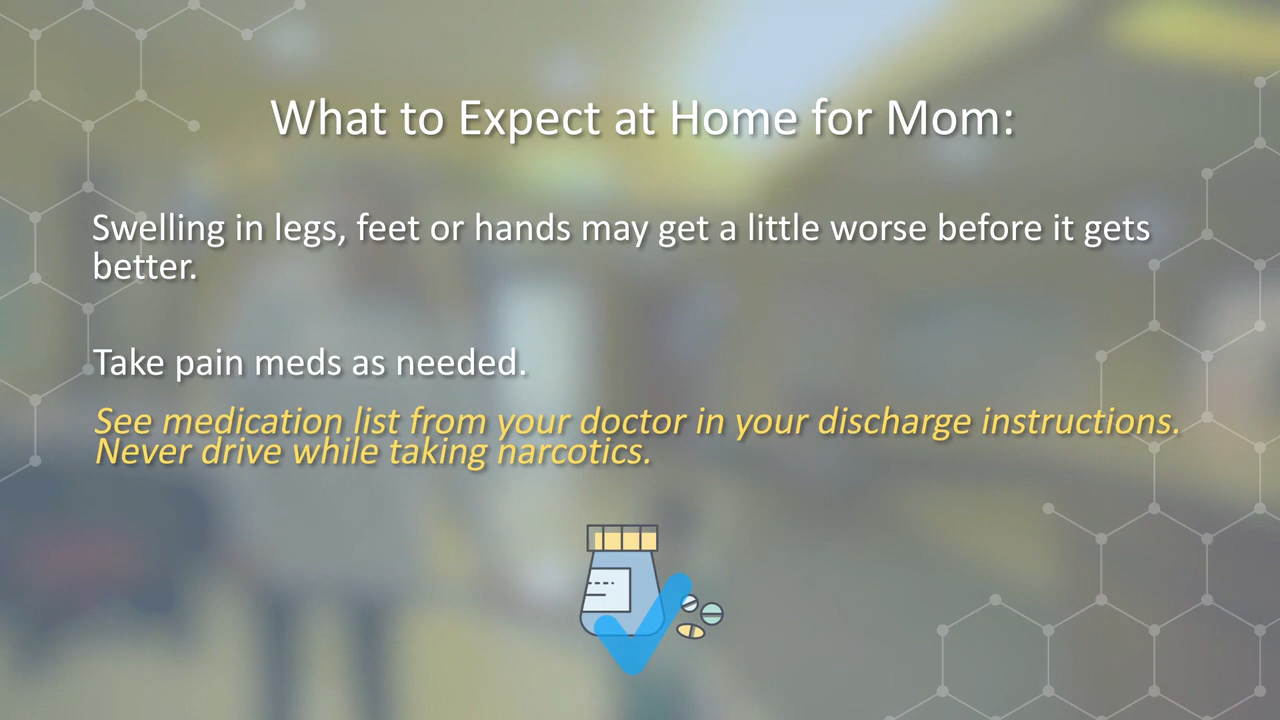 What to Expect at Home for Mom:
Swelling in legs, feet or hands may get a little worse before it gets
better.
Take pain meds as needed.
See medication list from your doctor in your discharge instructions.
Never drive while taking narcotics.